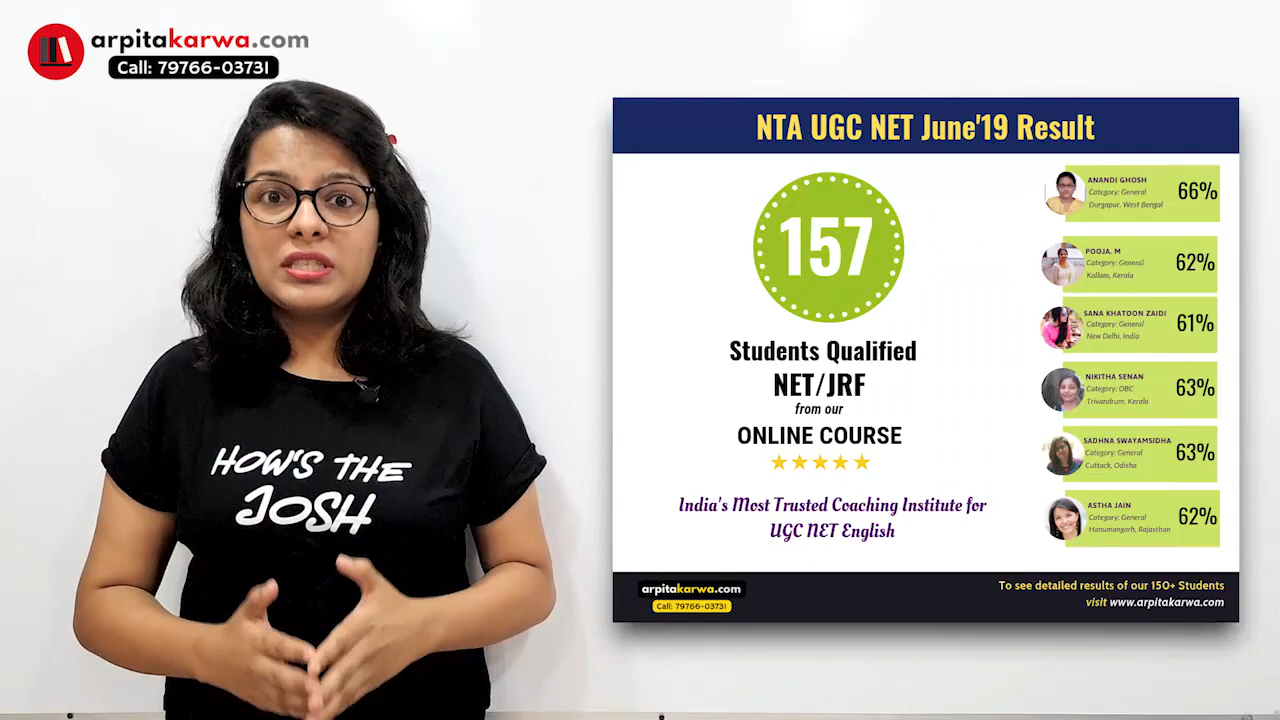 arpitakarwa.com
Call: 79766-03731
HOW'S THE
JOSH
NTA UGC NET June'19 Result
157
Students Qualified
NET/JRF
from our
ONLINE COURSE
India's Most Trusted Coaching Institute for
UGC NET English
ANANDI GHOSH
Category: General
Durgapur, West Bengal
66%
POOJA. M
Category: General
Kollam, Kerala
62%
SANA KHATOON ZAIDI
Category: General
New Delhi, India
61%
NIKITHA SENAN
Category: OBC
Trivandrum, Kerala
63%
SADHNA SWAYAMSIDHA
Category: General
Cuttack, Odisha
63%
ASTHA JAIN
Category: General
Hanumangarh, Rajasthan
62%
arpitakarwa.com
Call: 79766-03731
To see detailed results of our 150+ Students
visit www.arpitakarwa.com